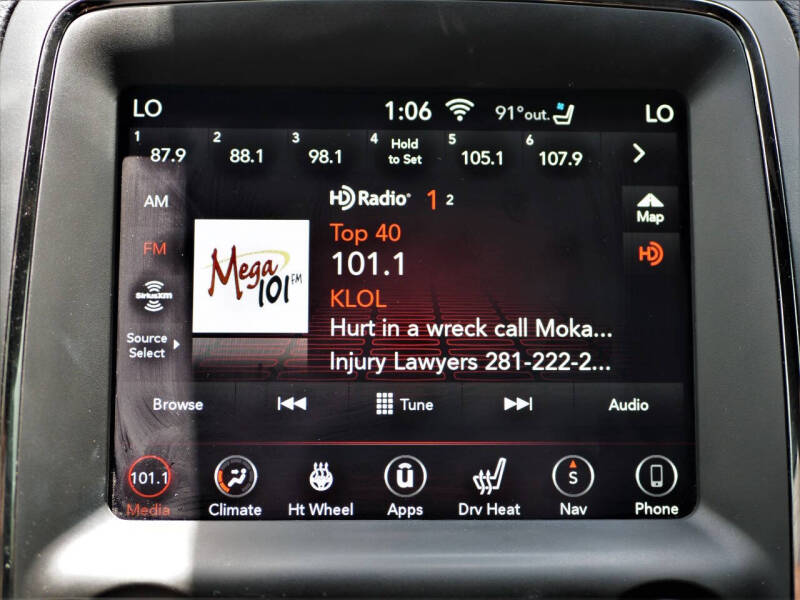 LO 1:06 91°out. LO
1 87.9 2 88.1 3 98.1 4 Hold to Set 5 105.1 6 107.9
AM
HD Radio® 1 2
Map
FM
Mega 101 FM
Top 40
101.1
HD
SiriusXM
KLOL
Source Select
Hurt in a wreck call Moka...
Injury Lawyers 281-222-2...
Browse Tune Audio
101.1 u S
Media Climate Ht Wheel Apps Drv Heat Nav Phone